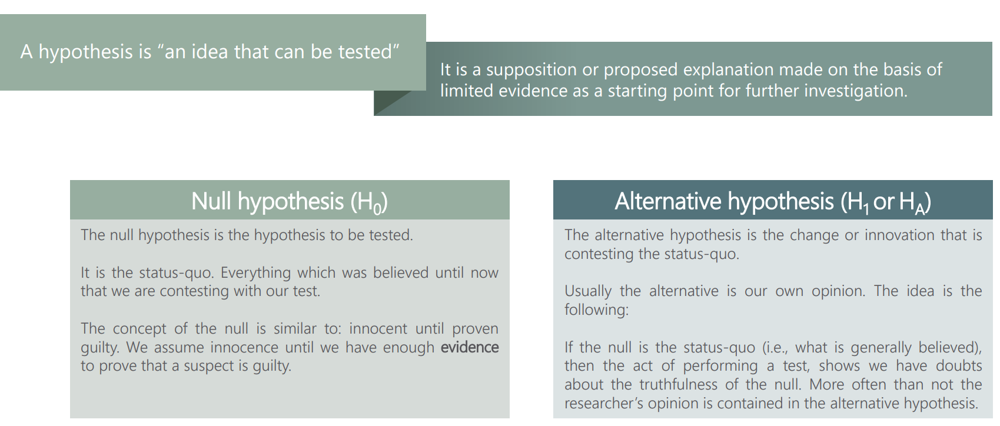 A hypothesis is “an idea that can be tested”
It is a supposition or proposed explanation made on the basis of
limited evidence as a starting point for further investigation.
Null hypothesis (H0)
The null hypothesis is the hypothesis to be tested.
It is the status-quo. Everything which was believed until now
that we are contesting with our test.
The concept of the null is similar to: innocent until proven
guilty. We assume innocence until we have enough evidence
to prove that a suspect is guilty.
Alternative hypothesis (H1 or HA)
The alternative hypothesis is the change or innovation that is
contesting the status-quo.
Usually the alternative is our own opinion. The idea is the
following:
If the null is the status-quo (i.e., what is generally believed),
then the act of performing a test, shows we have doubts
about the truthfulness of the null. More often than not the
researcher’s opinion is contained in the alternative hypothesis.